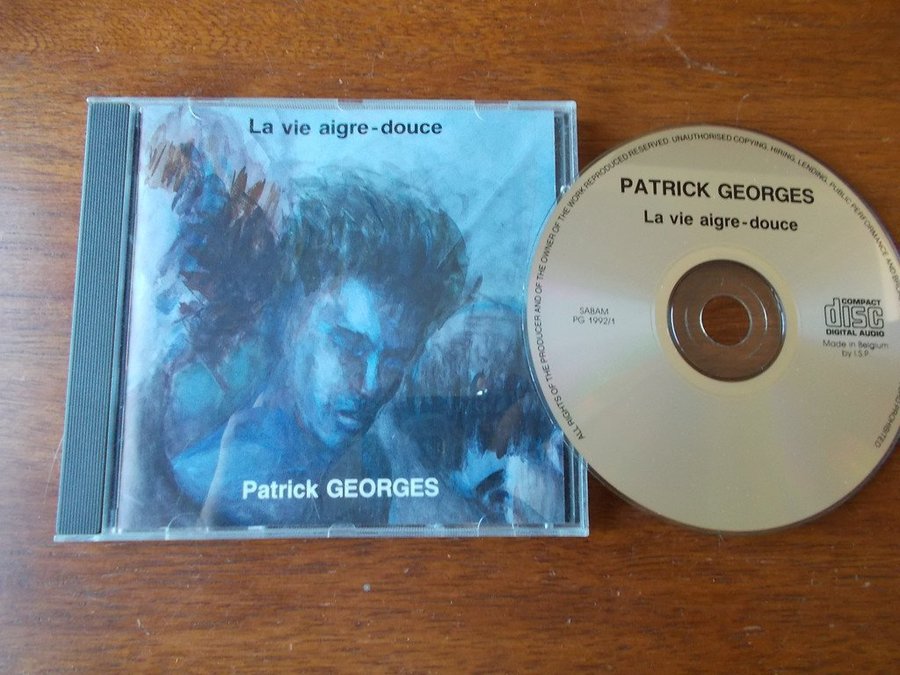 La vie aigre-douce
Patrick GEORGES
ALL RIGHTS OF THE PRODUCER AND OF THE OWNER OF THE WORK REPRODUCED RESERVED. UNAUTHORISED COPYING, HIRING, LENDING, PUBLIC PERFORMANCE AND
PROHIBITED
PATRICK GEORGES
La vie aigre-douce
SABAM
PG 1992/1
COMPACT
disc
DIGITAL AUDIO
Made in Belgium
by I.S.P.